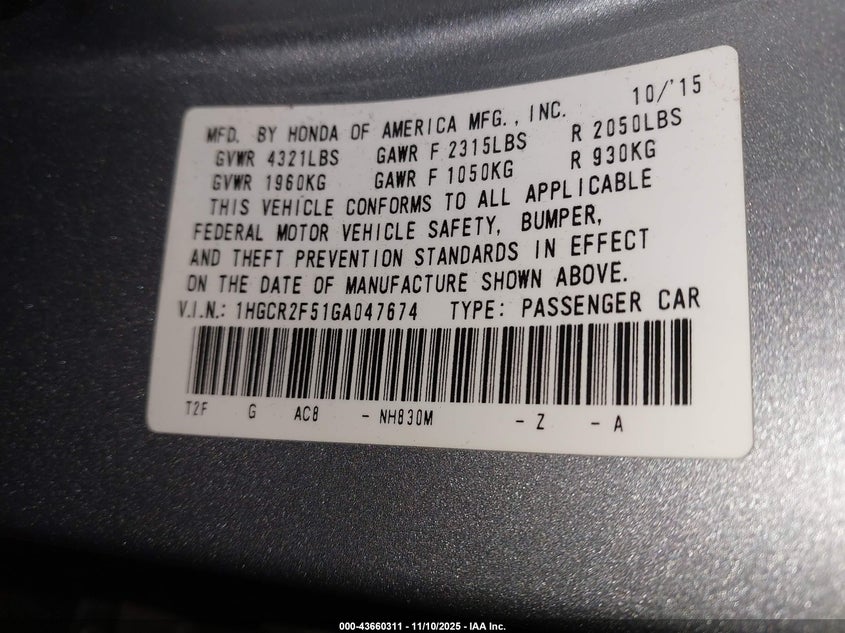 10/'15
MFD. BY HONDA OF AMERICA MFG., INC.
GVWR 4321LBS GAWR F 2315LBS R 2050LBS
GVWR 1960KG GAWR F 1050KG R 930KG
THIS VEHICLE CONFORMS TO ALL APPLICABLE
FEDERAL MOTOR VEHICLE SAFETY, BUMPER,
AND THEFT PREVENTION STANDARDS IN EFFECT
ON THE DATE OF MANUFACTURE SHOWN ABOVE.
V.I.N.: 1HGCR2F51GA047674 TYPE: PASSENGER CAR
T2F G AC8 - NH830M - Z - A
000-43660311 - 11/10/2025 - IAA Inc.